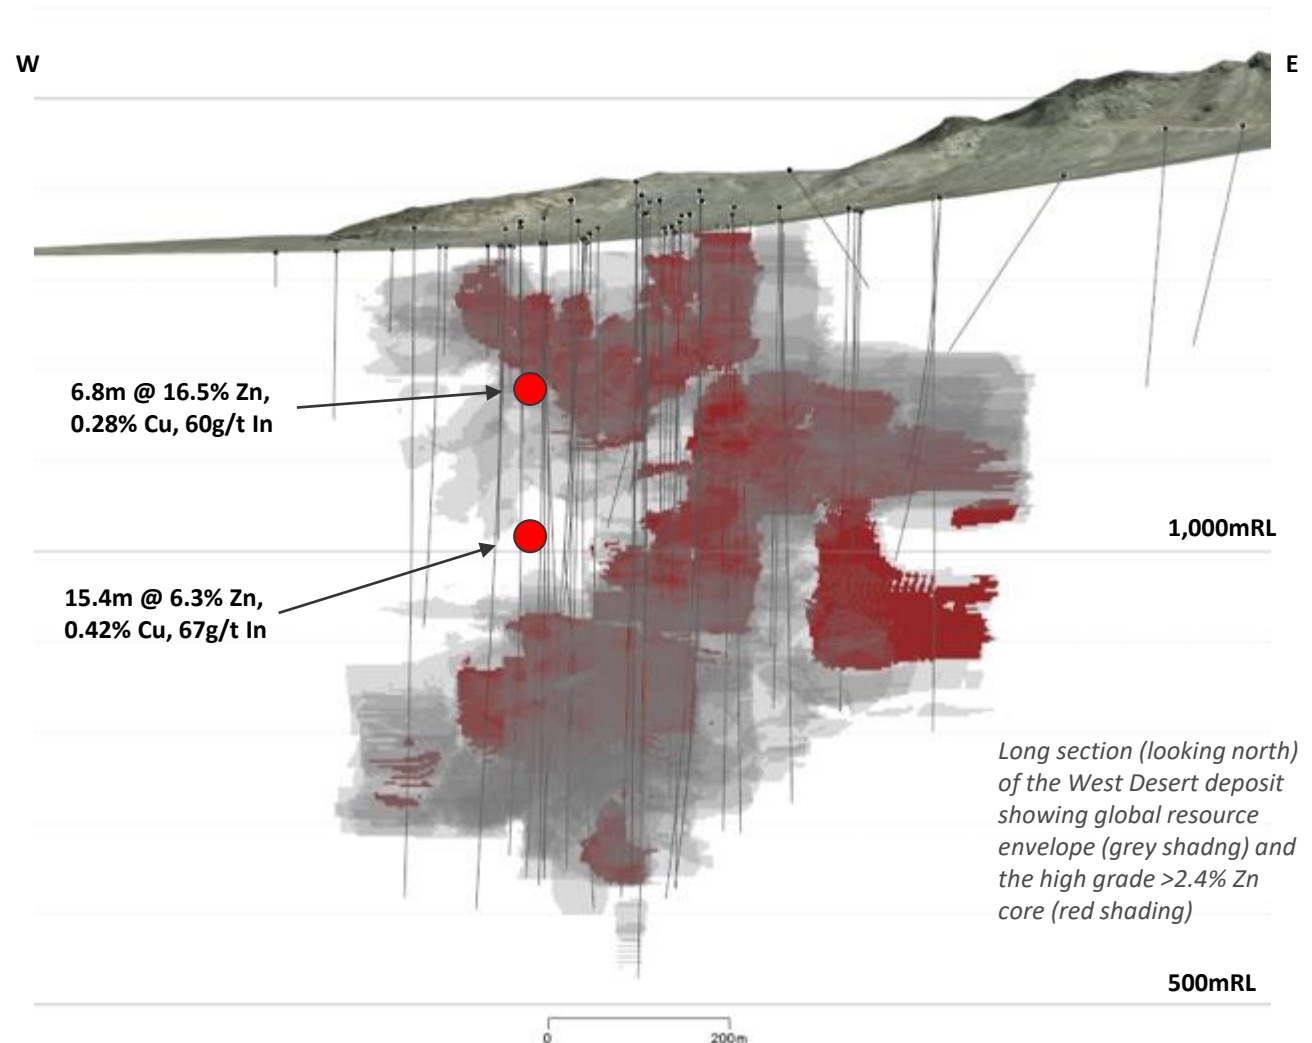 W
E
6.8m @ 16.5% Zn,
0.28% Cu, 60g/t In
1,000mRL
15.4m @ 6.3% Zn,
0.42% Cu, 67g/t In
Long section (looking north)
of the West Desert deposit
showing global resource
envelope (grey shadng) and
the high grade >2.4% Zn
core (red shading)
500mRL
0
200m